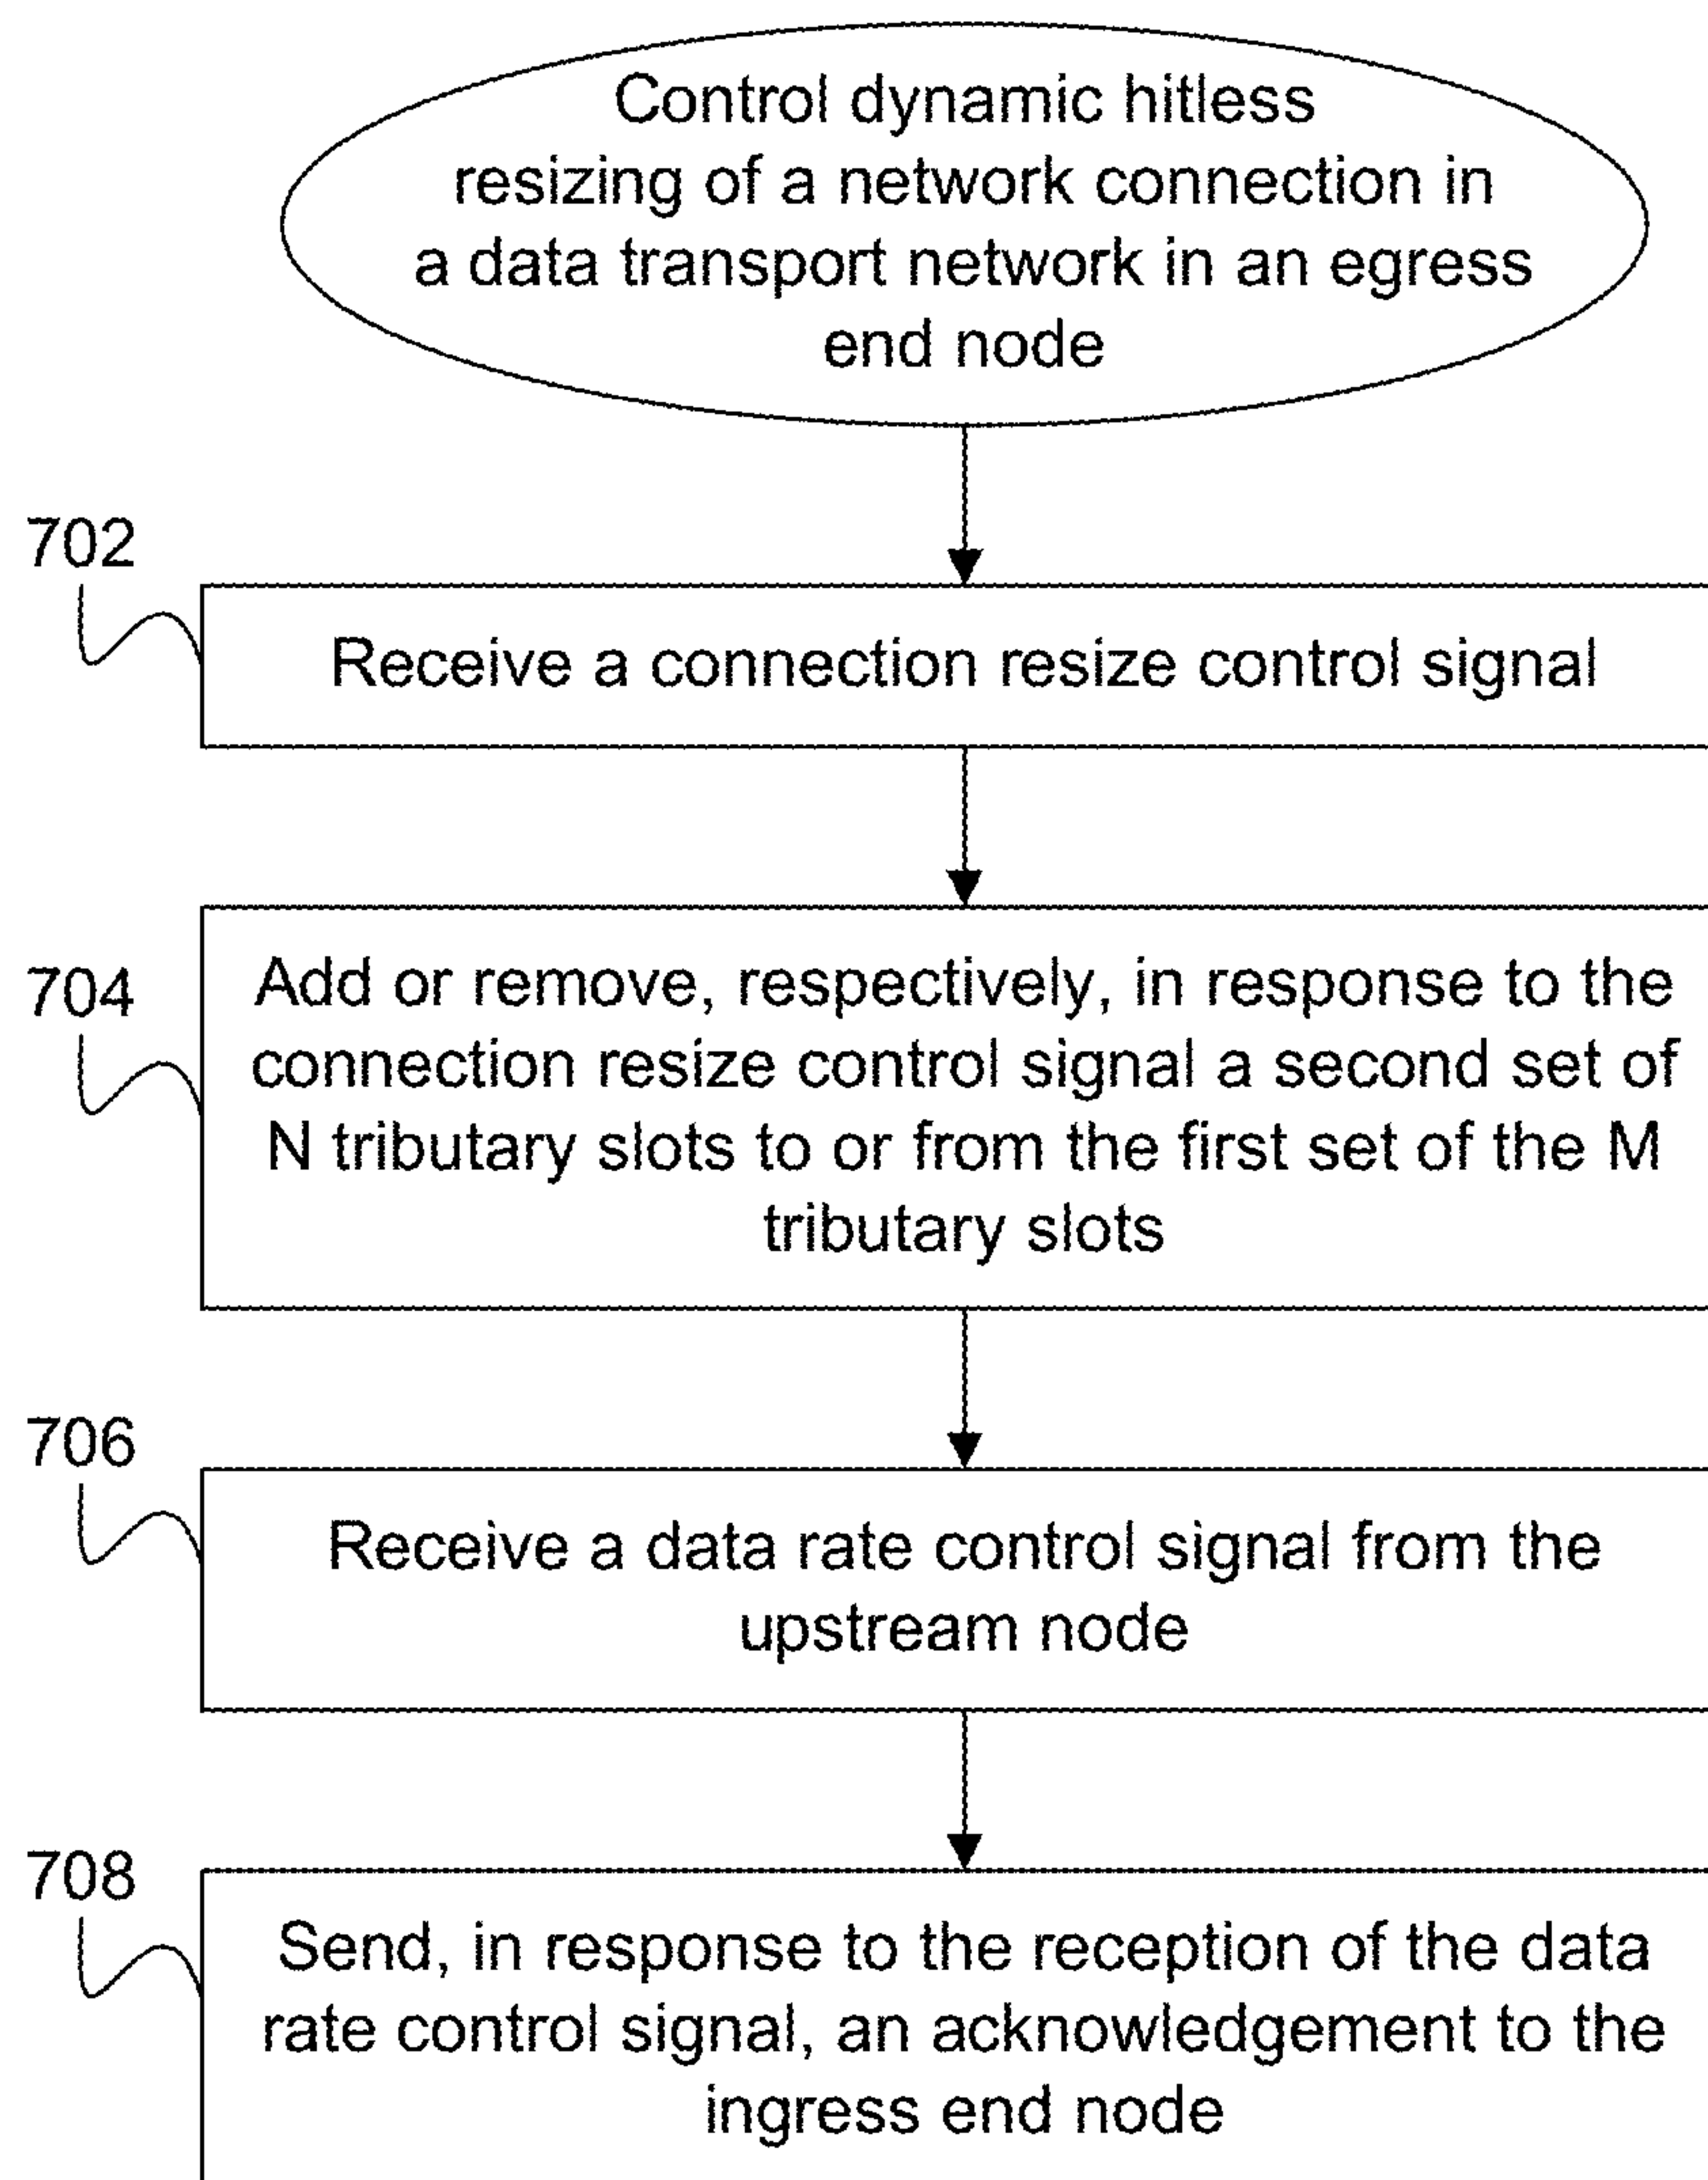 Control dynamic hitless
resizing of a network connection in
a data transport network in an egress
end node
702
Receive a connection resize control signal
704
Add or remove, respectively, in response to the
connection resize control signal a second set of
N tributary slots to or from the first set of the M
tributary slots
706
Receive a data rate control signal from the
upstream node
708
Send, in response to the reception of the data
rate control signal, an acknowledgement to the
ingress end node